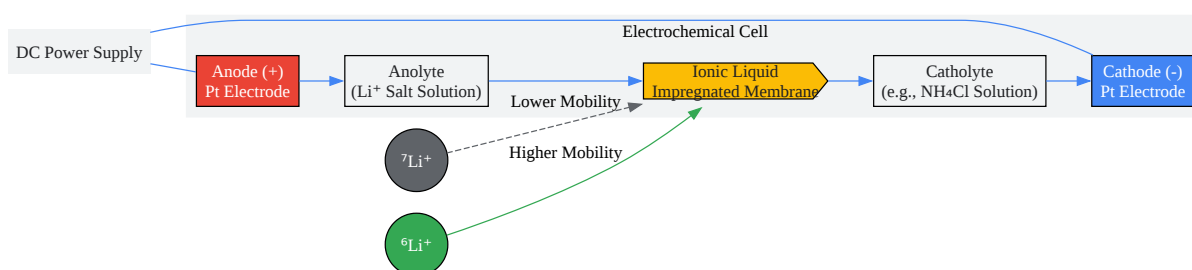 Electrochemical Cell
DC Power Supply
Anode (+)
Pt Electrode
Anolyte
(Li⁺ Salt Solution)
Ionic Liquid
Impregnated Membrane
Catholyte
(e.g., NH₄Cl Solution)
Cathode (-)
Pt Electrode
Lower Mobility
Higher Mobility
⁷Li⁺
⁶Li⁺